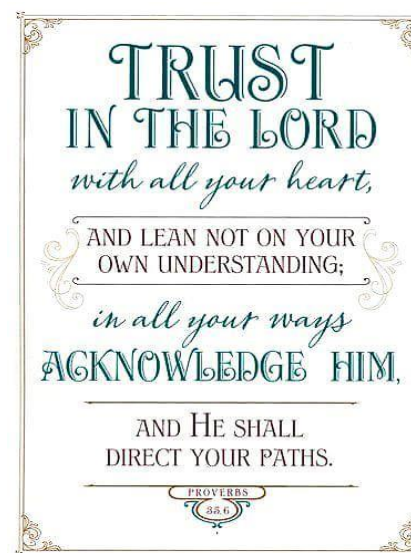 TRUST
IN THE LORD
with all your heart,
AND LEAN NOT ON YOUR
OWN UNDERSTANDING;
in all your ways
ACKNOWLEDGE HIM,
AND HE SHALL
DIRECT YOUR PATHS.
PROVERBS